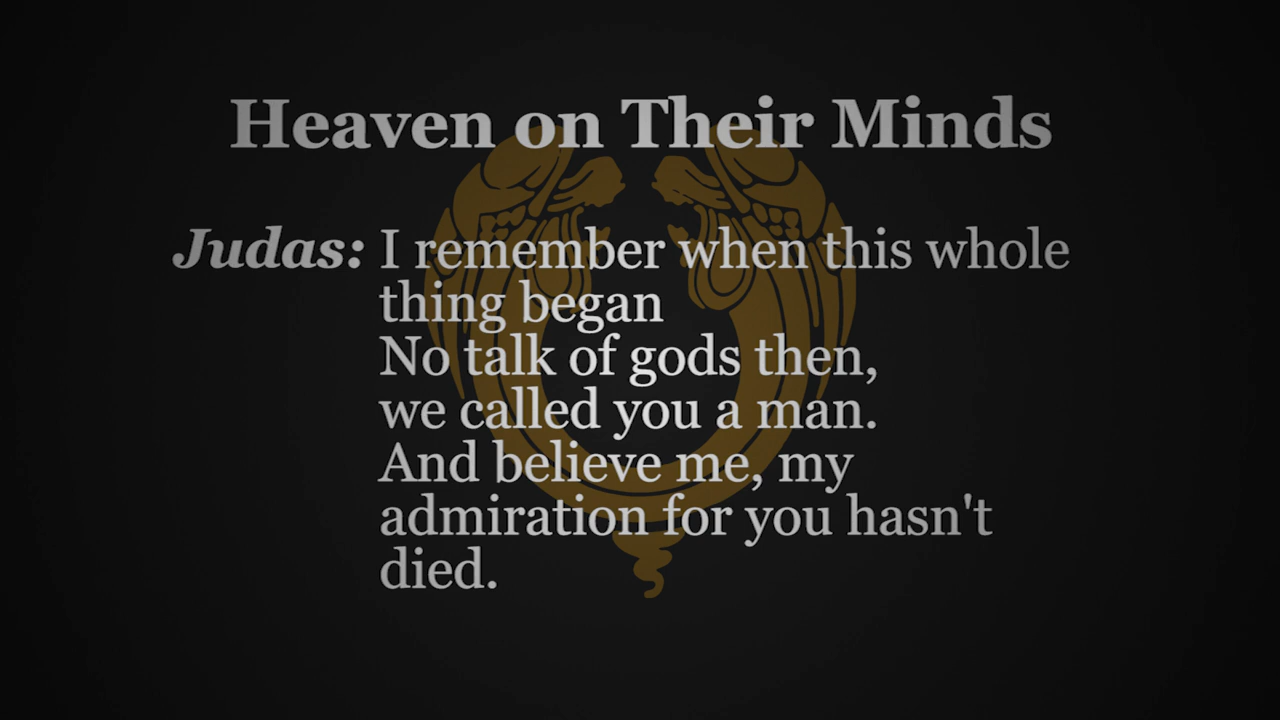 Heaven on Their Minds
Judas: I remember when this whole
thing began
No talk of gods then,
we called you a man.
And believe me, my
admiration for you hasn't
died.